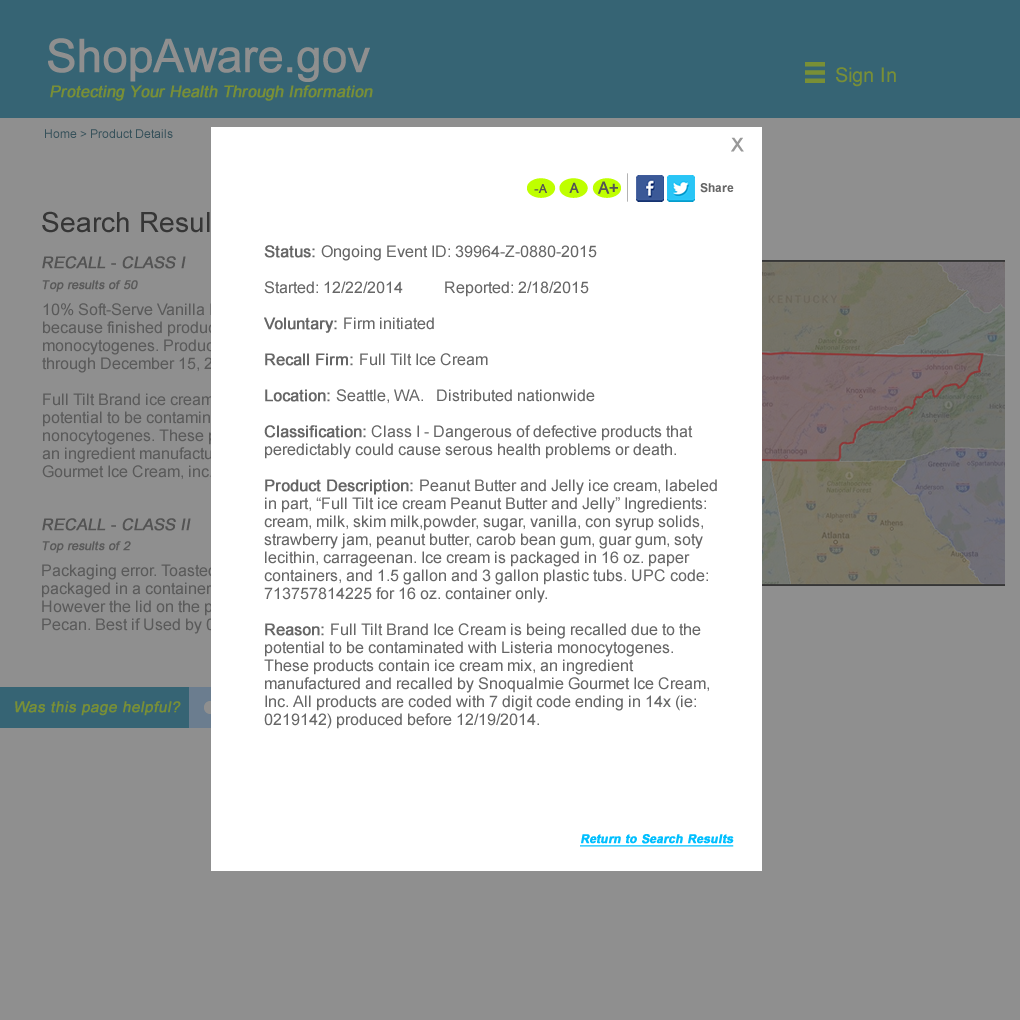 ShopAware.gov
Protecting Your Health Through Information
Sign In
Home > Product Details
X
-A A A+ Share
Search
RECALL - CLASS I
Top results of 50
10% Soft-Serve Vanilla
because finished
monocytogenes.
through December 15,
Full Tilt Brand ice cream
potential to be
nonocytogenes. These
an ingredient
Gourmet Ice Cream, inc
RECALL - CLASS II
Top results of 2
Packaging error. Toasted
packaged in a container
However the lid on the
Pecan. Best if Used by
Was this page helpful?
Status: Ongoing Event ID: 39964-Z-0880-2015
Started: 12/22/2014 Reported: 2/18/2015
Voluntary: Firm initiated
Recall Firm: Full Tilt Ice Cream
Location: Seattle, WA. Distributed nationwide
Classification: Class I - Dangerous of defective products that
peredictably could cause serous health problems or death.
Product Description: Peanut Butter and Jelly ice cream, labeled
in part, “Full Tilt ice cream Peanut Butter and Jelly” Ingredients:
cream, milk, skim milk,powder, sugar, vanilla, con syrup solids,
strawberry jam, peanut butter, carob bean gum, guar gum, soty
lecithin, carrageenan. Ice cream is packaged in 16 oz. paper
containers, and 1.5 gallon and 3 gallon plastic tubs. UPC code:
713757814225 for 16 oz. container only.
Reason: Full Tilt Brand Ice Cream is being recalled due to the
potential to be contaminated with Listeria monocytogenes.
These products contain ice cream mix, an ingredient
manufactured and recalled by Snoqualmie Gourmet Ice Cream,
Inc. All products are coded with 7 digit code ending in 14x (ie:
0219142) produced before 12/19/2014.
Return to Search Results
KENTUCKY
Johnson City
Knoxville
Asheville
Chattanooga
Greenville
Spartanburg
Anderson
Athens
Atlanta
Augusta